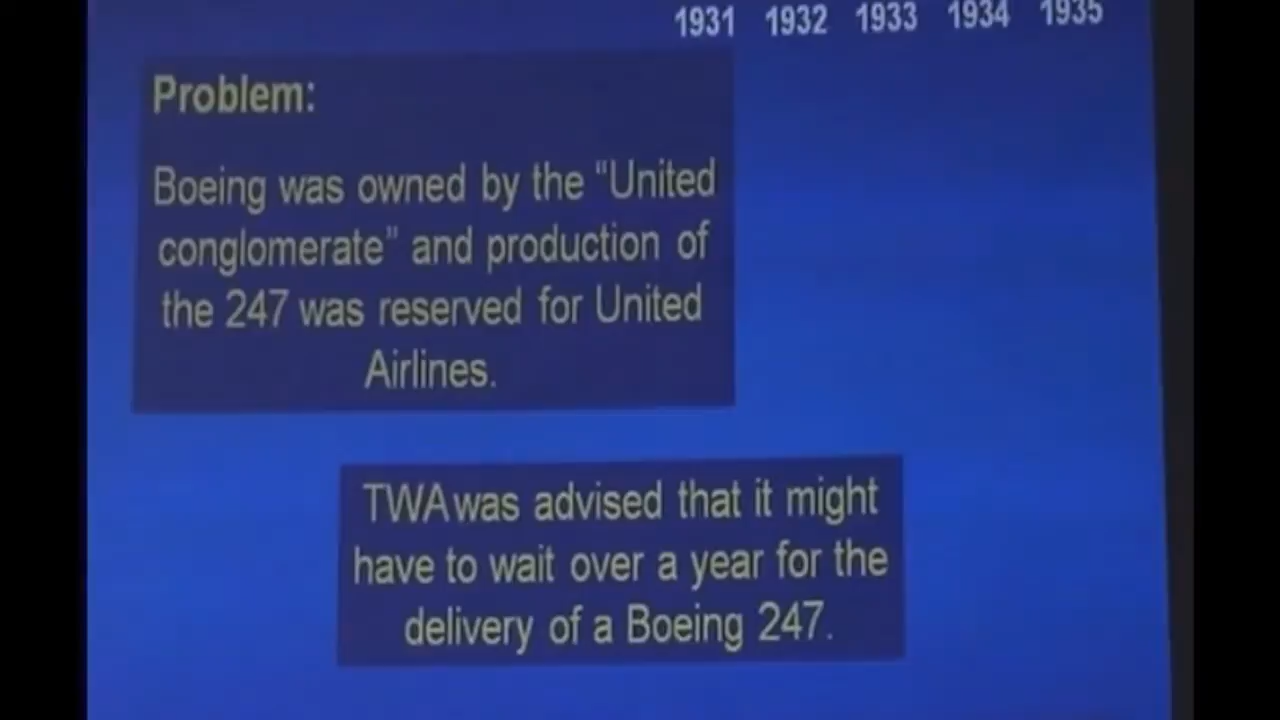 1931 1932 1933 1934 1935
Problem:
Boeing was owned by the "United
conglomerate" and production of
the 247 was reserved for United
Airlines.
TWA was advised that it might
have to wait over a year for the
delivery of a Boeing 247.